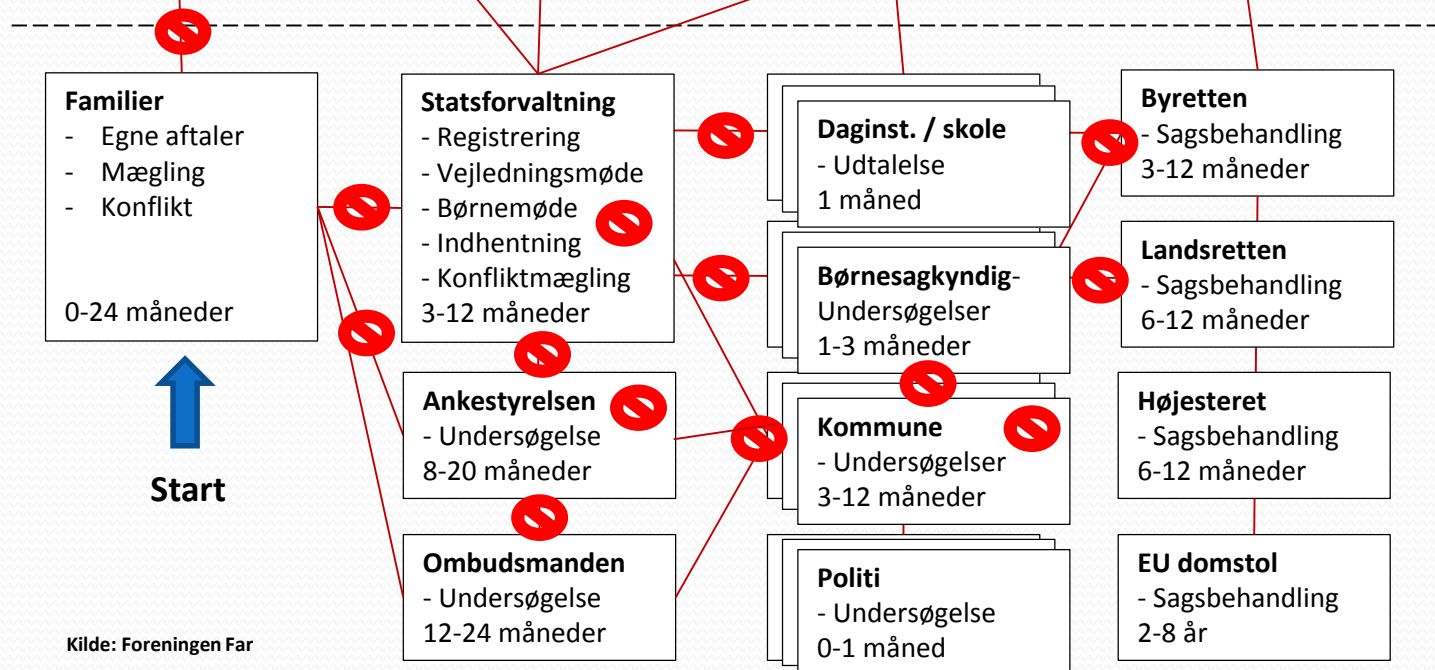 Familier
- Egne aftaler
- Mægling
- Konflikt
0-24 måneder
Start
Kilde: Foreningen Far
Statsforvaltning
- Registrering
- Vejledningsmøde
- Børnemøde
- Indhentning
- Konfliktmægling
3-12 måneder
Ankestyrelsen
- Undersøgelse
8-20 måneder
Ombudsmanden
- Undersøgelse
12-24 måneder
Daginst. / skole
- Udtalelse
1 måned
Børnesagkyndig-
Undersøgelser
1-3 måneder
Kommune
- Undersøgelser
3-12 måneder
Politi
- Undersøgelse
0-1 måned
Byretten
- Sagsbehandling
3-12 måneder
Landsretten
- Sagsbehandling
6-12 måneder
Højesteret
- Sagsbehandling
6-12 måneder
EU domstol
- Sagsbehandling
2-8 år